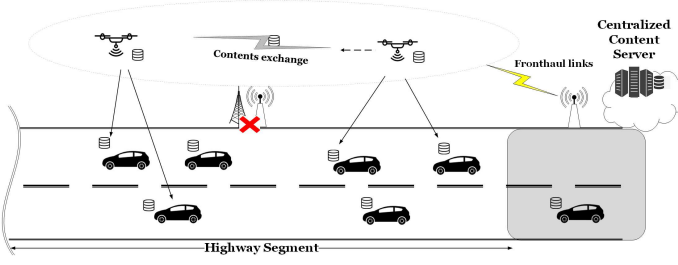 Centralized
Content
Server
Contents exchange
Fronthaul links
Highway Segment